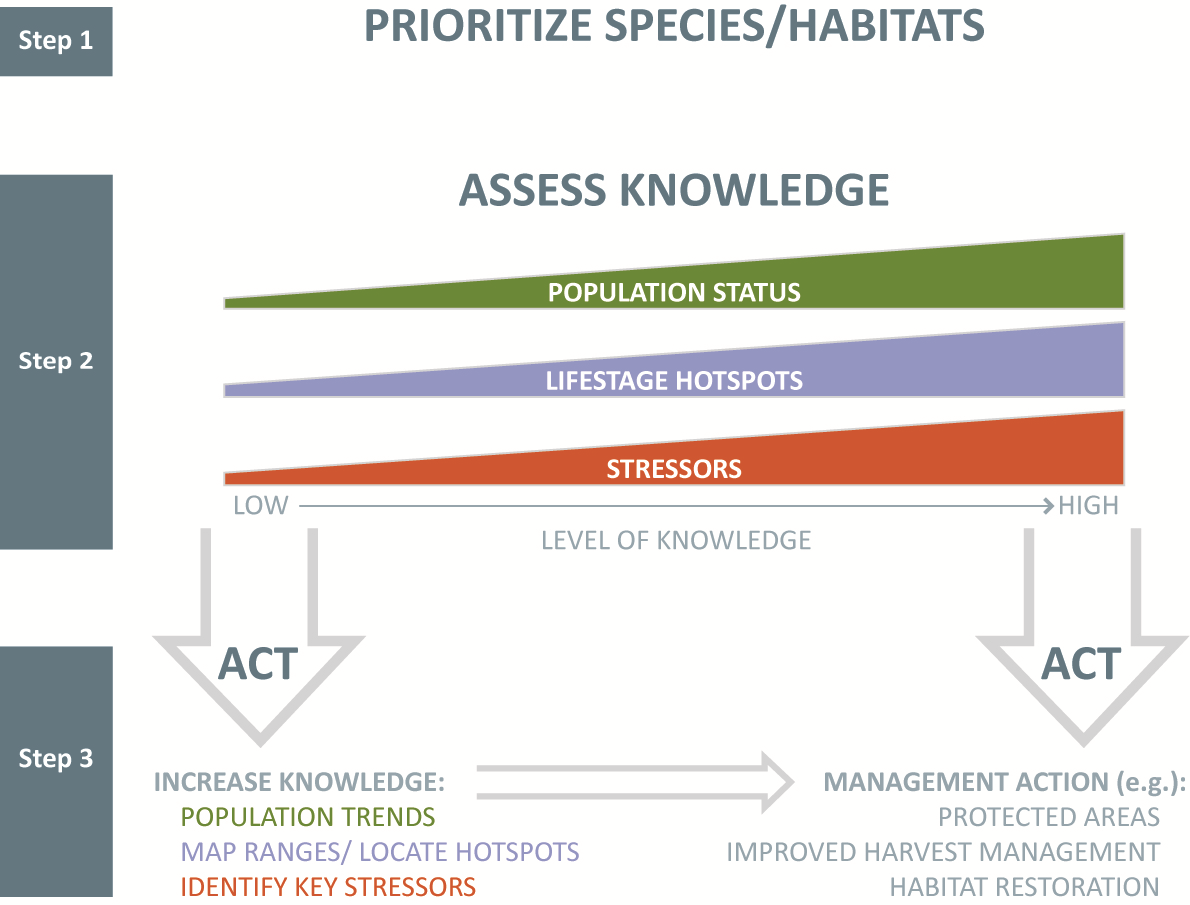 Step 1
PRIORITIZE SPECIES/HABITATS
Step 2
ASSESS KNOWLEDGE
POPULATION STATUS
LIFESTAGE HOTSPOTS
STRESSORS
LOW
HIGH
LEVEL OF KNOWLEDGE
ACT
ACT
Step 3
INCREASE KNOWLEDGE:
POPULATION TRENDS
MAP RANGES/ LOCATE HOTSPOTS
IDENTIFY KEY STRESSORS
MANAGEMENT ACTION (e.g.):
PROTECTED AREAS
IMPROVED HARVEST MANAGEMENT
HABITAT RESTORATION